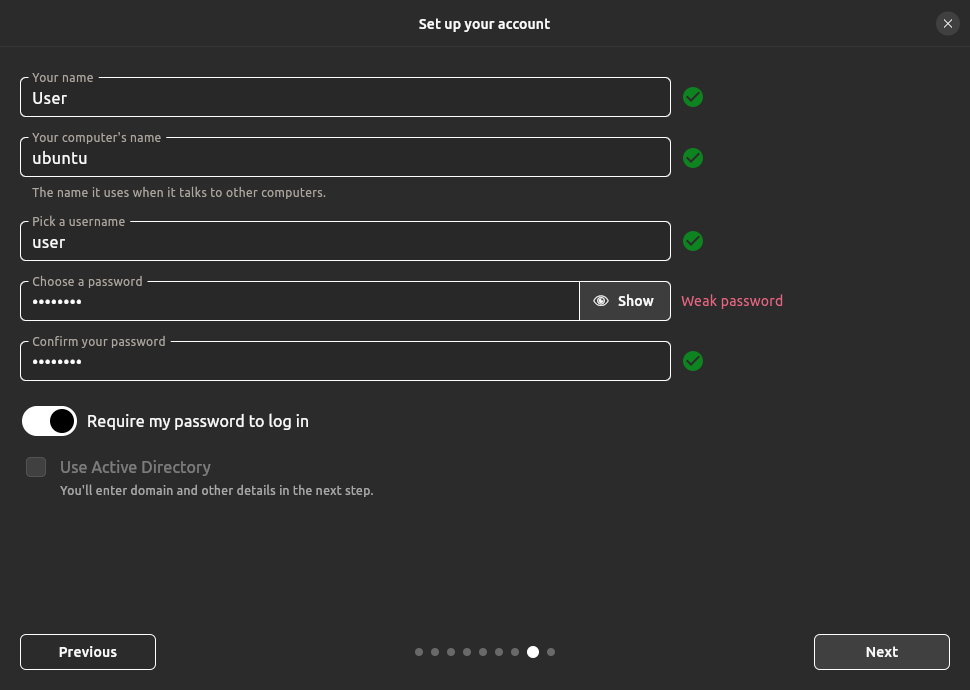 Set up your account
Your name
User
Your computer's name
ubuntu
The name it uses when it talks to other computers.
Pick a username
user
Choose a password
••••••••
Show
Weak password
Confirm your password
••••••••
Require my password to log in
Use Active Directory
You'll enter domain and other details in the next step.
Previous
Next